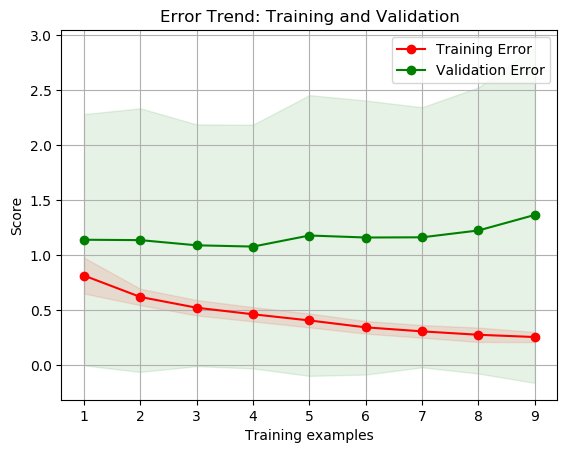 Error Trend: Training and Validation
Training Error
Validation Error
3.0
2.5
2.0
1.5
1.0
0.5
0.0
Score
1 2 3 4 5 6 7 8 9
Training examples